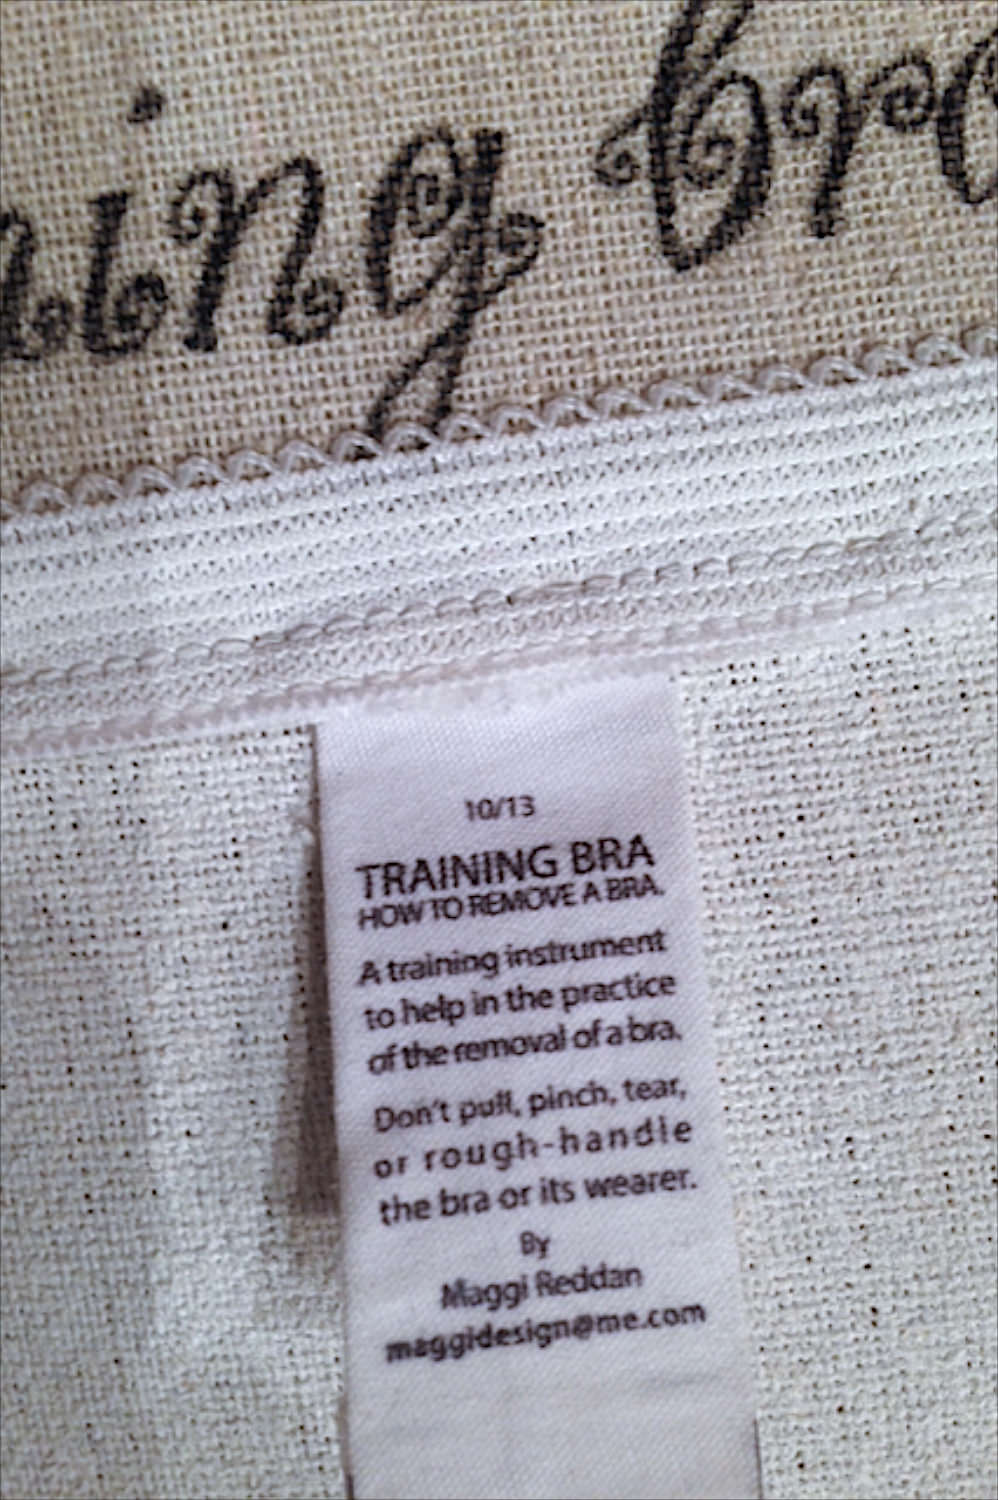 ning bra
10/13
TRAINING BRA
HOW TO REMOVE A BRA.
A training instrument
to help in the practice
of the removal of a bra.
Don't pull, pinch, tear,
or rough-handle
the bra or its wearer.
By
Maggi Reddan
maggidesign@me.com